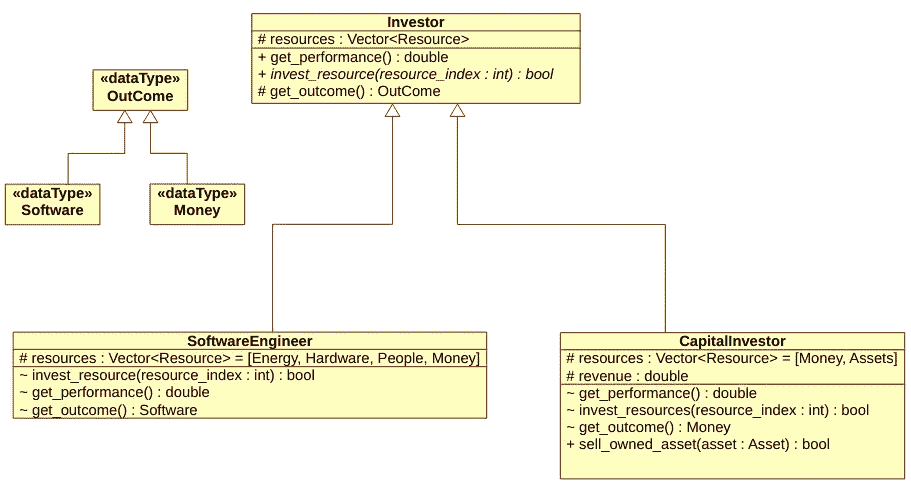 Investor
# resources : Vector<Resource>
+ get_performance() : double
+ invest_resource(resource_index : int) : bool
# get_outcome() : OutCome
«dataType»
OutCome
«dataType»
Software
«dataType»
Money
SoftwareEngineer
# resources : Vector<Resource> = [Energy, Hardware, People, Money]
~ invest_resource(resource_index : int) : bool
~ get_performance() : double
~ get_outcome() : Software
CapitalInvestor
# resources : Vector<Resource> = [Money, Assets]
# revenue : double
~ get_performance() : double
~ invest_resources(resource_index : int) : bool
~ get_outcome() : Money
+ sell_owned_asset(asset : Asset) : bool